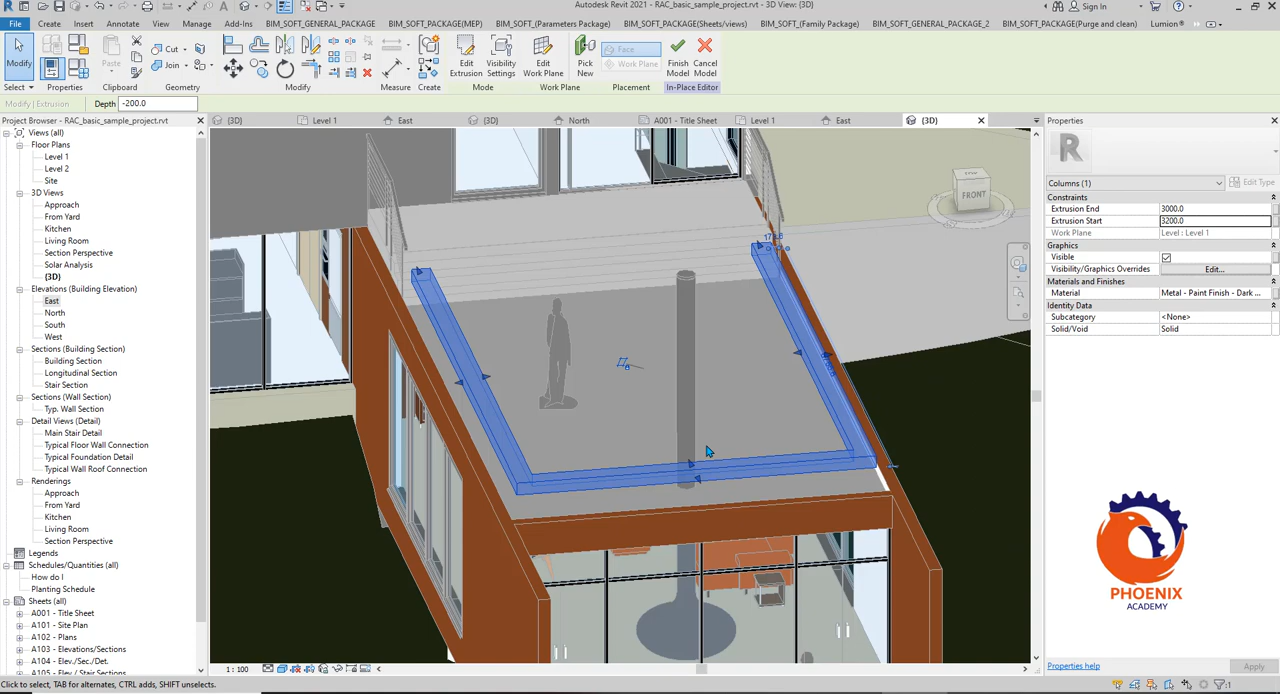 Autodesk Revit 2021 - RAC_basic_sample_project.rvt - 3D View: {3D}
Sign In
File Create Insert Annotate View Manage Add-Ins BIM_SOFT_GENERAL_PACKAGE BIM_SOFT_PACKAGE(MEP) BIM_SOFT_(Parameters Package) BIM_SOFT_PACKAGE(Sheets/views) BIM_SOFT_(Family Package) BIM_SOFT_GENERAL_PACKAGE_2 BIM_SOFT_PACKAGE(Purge and clean) Lumion®
Modify
Paste
Cut
Join
Edit Extrusion
Visibility Settings
Edit Work Plane
Pick New
Face
Work Plane
Finish Model
Cancel Model
Select Properties Clipboard Geometry Modify Measure Create Mode Work Plane Placement In-Place Editor
Modify | Extrusion Depth -200.0
Project Browser - RAC_basic_sample_project.rvt
{3D} Level 1 East {3D} North A001 - Title Sheet Level 1 East {3D}
Views (all)
Floor Plans
Level 1
Level 2
Site
3D Views
Approach
From Yard
Kitchen
Living Room
Section Perspective
Solar Analysis
{3D}
Elevations (Building Elevation)
East
North
South
West
Sections (Building Section)
Building Section
Longitudinal Section
Stair Section
Sections (Wall Section)
Typ. Wall Section
Detail Views (Detail)
Main Stair Detail
Typical Floor Wall Connection
Typical Foundation Detail
Typical Wall Roof Connection
Renderings
Approach
From Yard
Kitchen
Living Room
Section Perspective
Legends
Schedules/Quantities (all)
How do I
Planting Schedule
Sheets (all)
A001 - Title Sheet
A101 - Site Plan
A102 - Plans
A103 - Elevations/Sections
A104 - Elev./Sec./Det.
A105 - Elev./ Stair Sections
FRONT
Properties
R
Columns (1)
Edit Type
Constraints
Extrusion End 3000.0
Extrusion Start 3200.0
Work Plane Level : Level 1
Graphics
Visible
Visibility/Graphics Overrides Edit...
Materials and Finishes
Material Metal - Paint Finish - Dark ...
Identity Data
Subcategory <None>
Solid/Void Solid
PHOENIX
ACADEMY
Properties help
Apply
1 : 100
Click to select, TAB for alternates, CTRL adds, SHIFT unselects.
:1